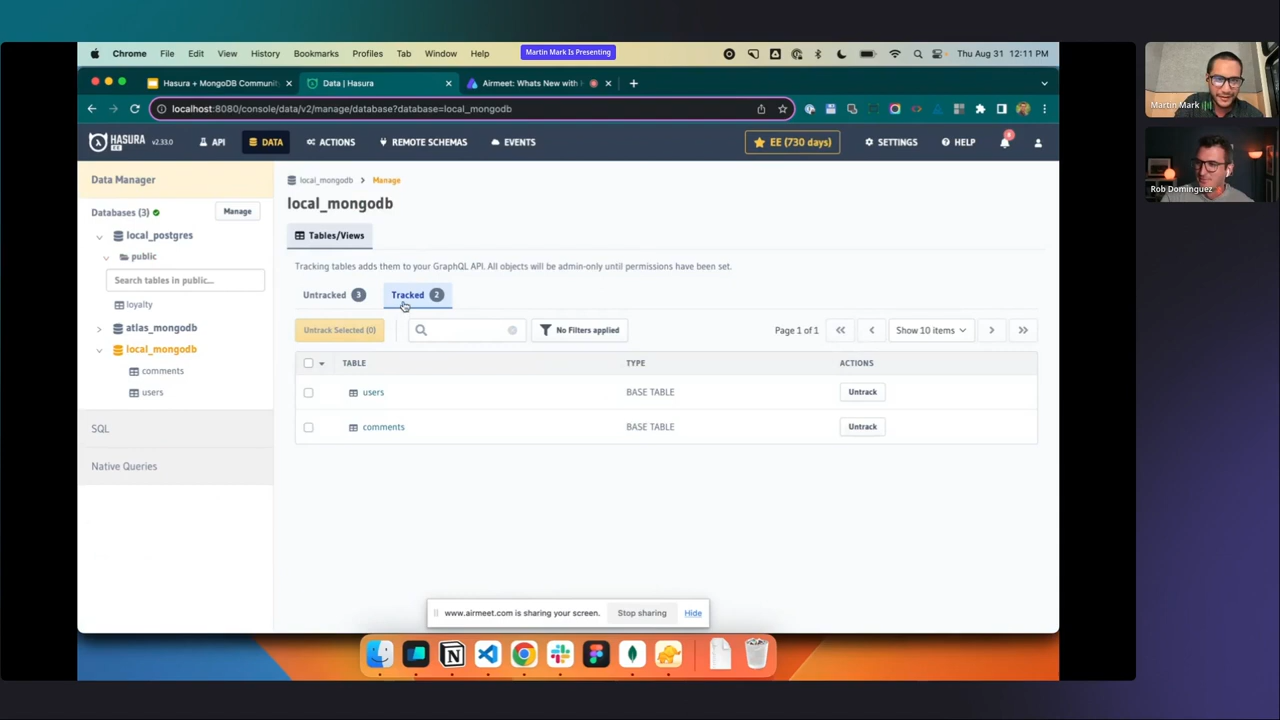 Chrome File Edit View History Bookmarks Profiles Tab Window Help
Martin Mark Is Presenting
Thu Aug 31 12:11 PM
Hasura + MongoDB Communit
Data | Hasura
Airmeet: Whats New with H
localhost:8080/console/data/v2/manage/database?database=local_mongodb
HASURA EE v2.33.0
API
DATA
ACTIONS
REMOTE SCHEMAS
EVENTS
EE (730 days)
SETTINGS
HELP
8
Data Manager
Databases (3)
Manage
local_postgres
public
Search tables in public...
loyalty
atlas_mongodb
local_mongodb
comments
users
SQL
Native Queries
local_mongodb > Manage
local_mongodb
Tables/Views
Tracking tables adds them to your GraphQL API. All objects will be admin-only until permissions have been set.
Untracked 3
Tracked 2
Untrack Selected (0)
No Filters applied
Page 1 of 1
Show 10 items
TABLE TYPE ACTIONS
users BASE TABLE Untrack
comments BASE TABLE Untrack
www.airmeet.com is sharing your screen.
Stop sharing
Hide
Martin Mark
Rob Dominguez